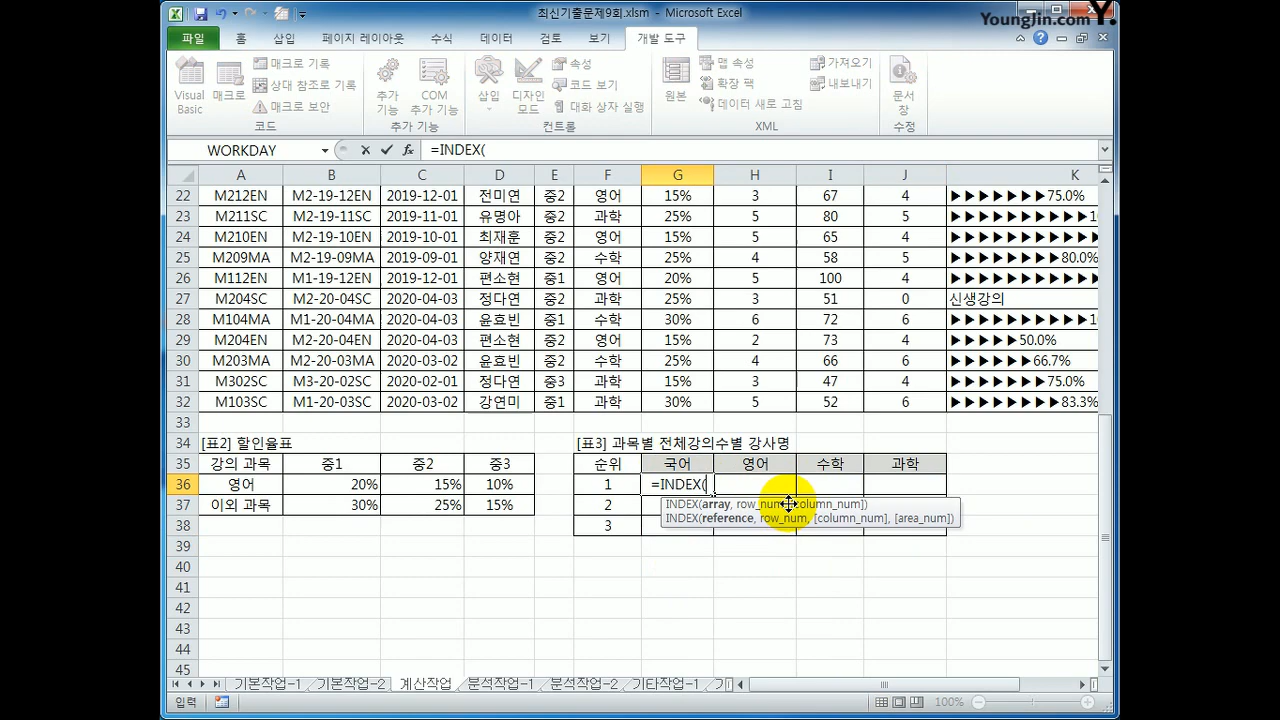 최신기출문제9회.xlsm - Microsoft Excel
YoungJin.com Y.
파일 홈 삽입 페이지 레이아웃 수식 데이터 검토 보기 개발 도구
Visual Basic
매크로
매크로 기록
상대 참조로 기록
매크로 보안
코드
추가 기능
COM 추가 기능
추가 기능
삽입
디자인 모드
속성
코드 보기
대화 상자 실행
컨트롤
원본
맵 속성
확장 팩
데이터 새로 고침
가져오기
내보내기
XML
문서 창
수정
WORKDAY =INDEX(
A B C D E F G H I J K
22 M212EN M2-19-12EN 2019-12-01 전미연 중2 영어 15% 3 67 4 ▶▶▶▶▶▶▶75.0%
23 M211SC M2-19-11SC 2019-11-01 유명아 중2 과학 25% 5 80 5 ▶▶▶▶▶▶▶▶▶▶1
24 M210EN M2-19-10EN 2019-10-01 최재훈 중2 영어 15% 5 65 4 ▶▶▶▶▶▶▶▶▶▶▶
25 M209MA M2-19-09MA 2019-09-01 양재연 중2 수학 25% 4 58 5 ▶▶▶▶▶▶▶▶80.0%
26 M112EN M1-19-12EN 2019-12-01 편소현 중1 영어 20% 5 100 4 ▶▶▶▶▶▶▶▶▶▶▶
27 M204SC M2-20-04SC 2020-04-03 정다연 중2 과학 25% 3 51 0 신생강의
28 M104MA M1-20-04MA 2020-04-03 윤효빈 중1 수학 30% 6 72 6 ▶▶▶▶▶▶▶▶▶▶1
29 M204EN M2-20-04EN 2020-04-03 편소현 중2 영어 15% 2 73 4 ▶▶▶▶▶50.0%
30 M203MA M2-20-03MA 2020-03-02 윤효빈 중2 수학 25% 4 66 6 ▶▶▶▶▶▶66.7%
31 M302SC M3-20-02SC 2020-02-01 정다연 중3 과학 15% 3 47 4 ▶▶▶▶▶▶▶75.0%
32 M103SC M1-20-03SC 2020-03-02 강연미 중1 과학 30% 5 52 6 ▶▶▶▶▶▶▶▶83.3%
33
34 [표2] 할인율표 [표3] 과목별 전체강의수별 강사명
35 강의 과목 중1 중2 중3 순위 국어 영어 수학 과학
36 영어 20% 15% 10% 1 =INDEX(
37 이외 과목 30% 25% 15% 2
INDEX(array, row_num, [column_num])
INDEX(reference, row_num, [column_num], [area_num])
38 3
39
40
41
42
43
44
45
기본작업-1 기본작업-2 계산작업 분석작업-1 분석작업-2 기타작업-1
입력 100%